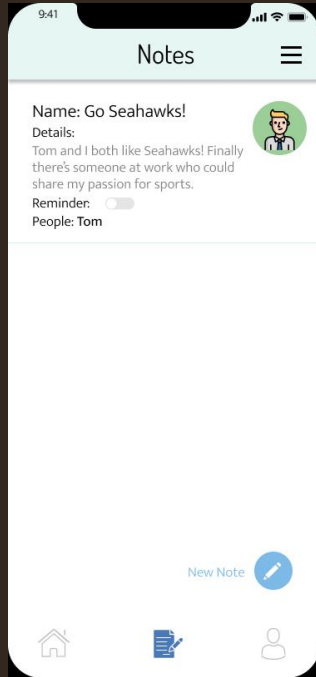 9:41
Notes
Name: Go Seahawks!
Details:
Tom and I both like Seahawks! Finally
there's someone at work who could
share my passion for sports.
Reminder:
People: Tom
New Note